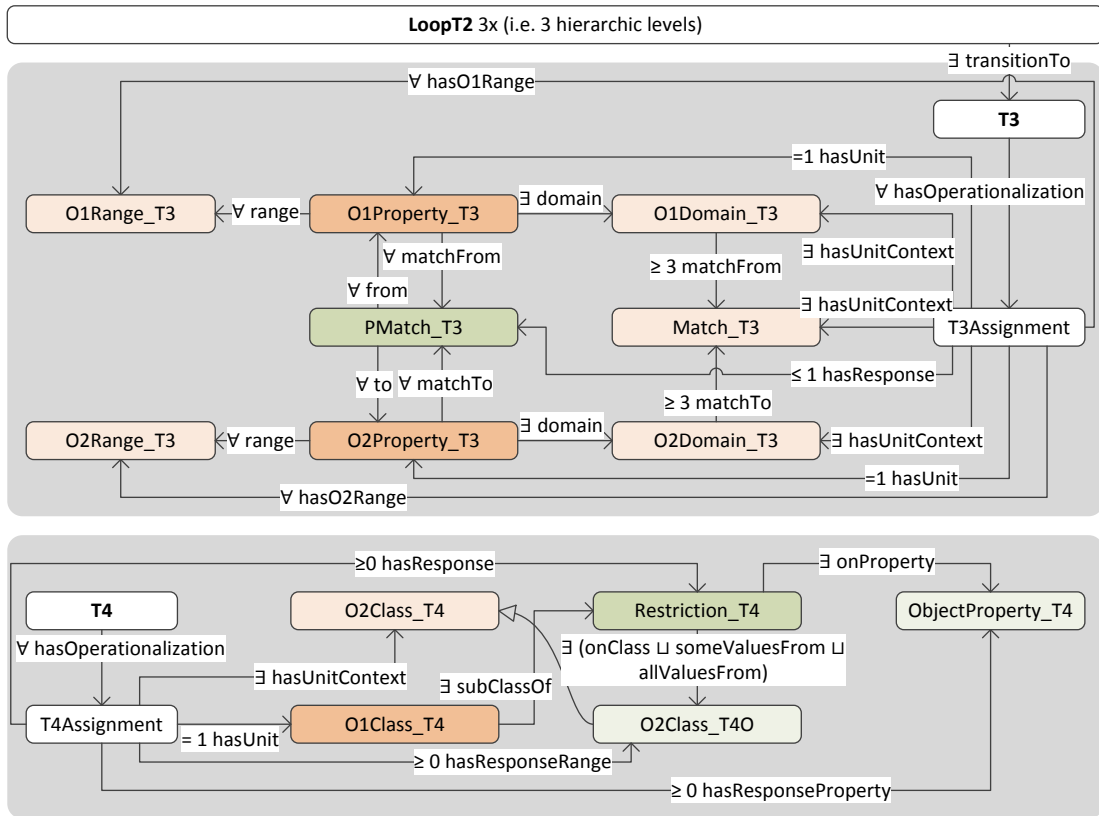 LoopT2 3x (i.e. 3 hierarchic levels)
∃ transitionTo
∀ hasO1Range
T3
=1 hasUnit
∀ hasOperationalization
O1Range_T3
∀ range
O1Property_T3
∃ domain
O1Domain_T3
∀ matchFrom
∃ hasUnitContext
≥ 3 matchFrom
∀ from
∃ hasUnitContext
PMatch_T3
Match_T3
T3Assignment
∀ to
∀ matchTo
≤ 1 hasResponse
≥ 3 matchTo
O2Range_T3
∀ range
O2Property_T3
∃ domain
O2Domain_T3
∃ hasUnitContext
=1 hasUnit
∀ hasO2Range
≥0 hasResponse
∃ onProperty
T4
O2Class_T4
Restriction_T4
ObjectProperty_T4
∀ hasOperationalization
∃ (onClass ⊔ someValuesFrom ⊔
allValuesFrom)
∃ hasUnitContext
∃ subClassOf
T4Assignment
= 1 hasUnit
O1Class_T4
O2Class_T4O
≥ 0 hasResponseRange
≥ 0 hasResponseProperty